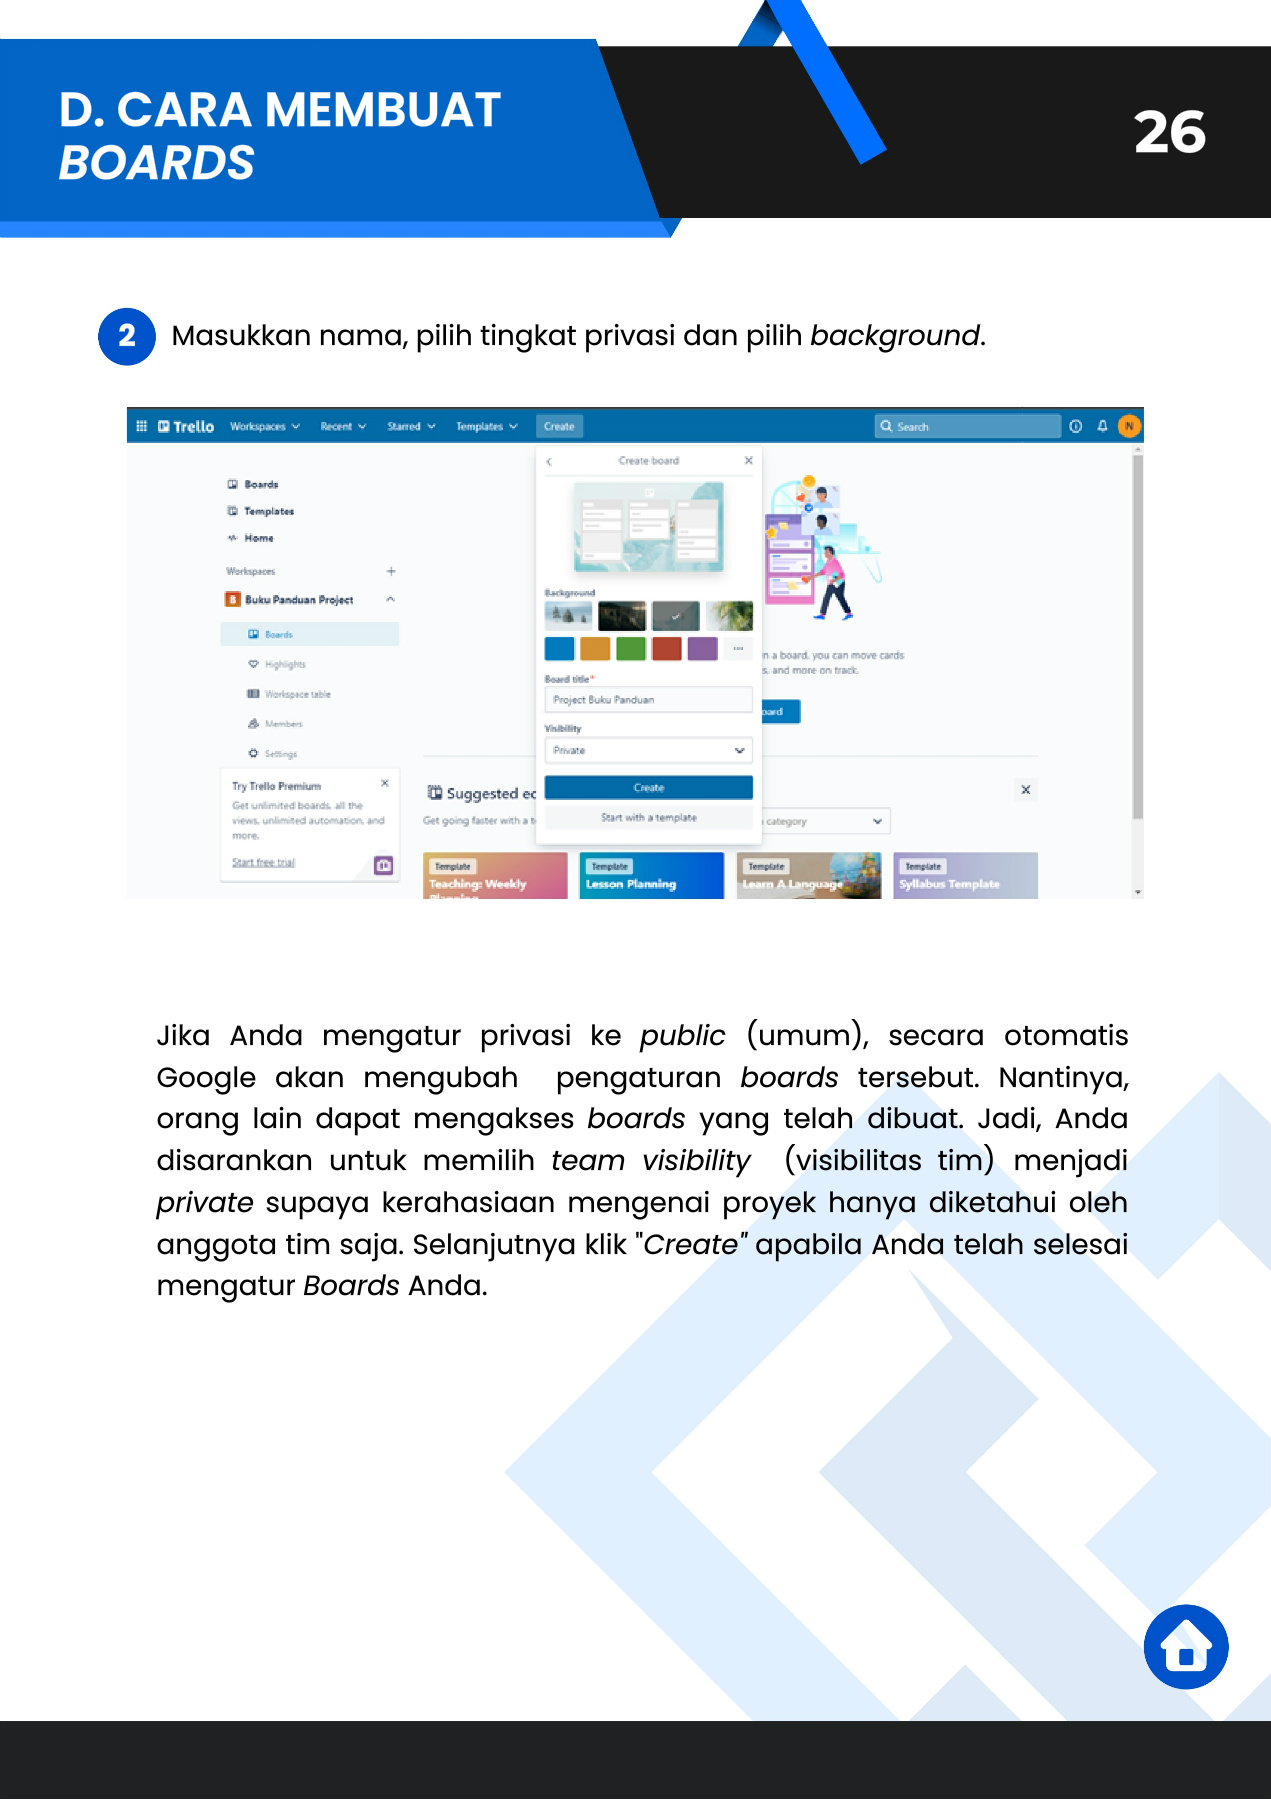 D. CARA MEMBUAT
BOARDS
26
2
Masukkan nama, pilih tingkat privasi dan pilih background.
Trello Workspaces Recent Starred Templates Create Search N
Create board
Boards
Templates
Home
Workspaces
B Buku Panduan Project
Boards
Highlights
Workspace table
Members
Settings
Try Trello Premium
Get unlimited boards, all the
views, unlimited automation, and
more.
Start free trial
Background
Board title*
Project Buku Panduan
Visibility
Private
Create
Start with a template
n a board, you can move cards
s, and more on track.
oard
Suggested ec
Get going faster with a t
category
Template
Teaching: Weekly
Planning
Template
Lesson Planning
Template
Learn A Language
Template
Syllabus Template
Jika Anda mengatur privasi ke public (umum), secara otomatis
Google akan mengubah pengaturan boards tersebut. Nantinya,
orang lain dapat mengakses boards yang telah dibuat. Jadi, Anda
disarankan untuk memilih team visibility (visibilitas tim) menjadi
private supaya kerahasiaan mengenai proyek hanya diketahui oleh
anggota tim saja. Selanjutnya klik "Create" apabila Anda telah selesai
mengatur Boards Anda.